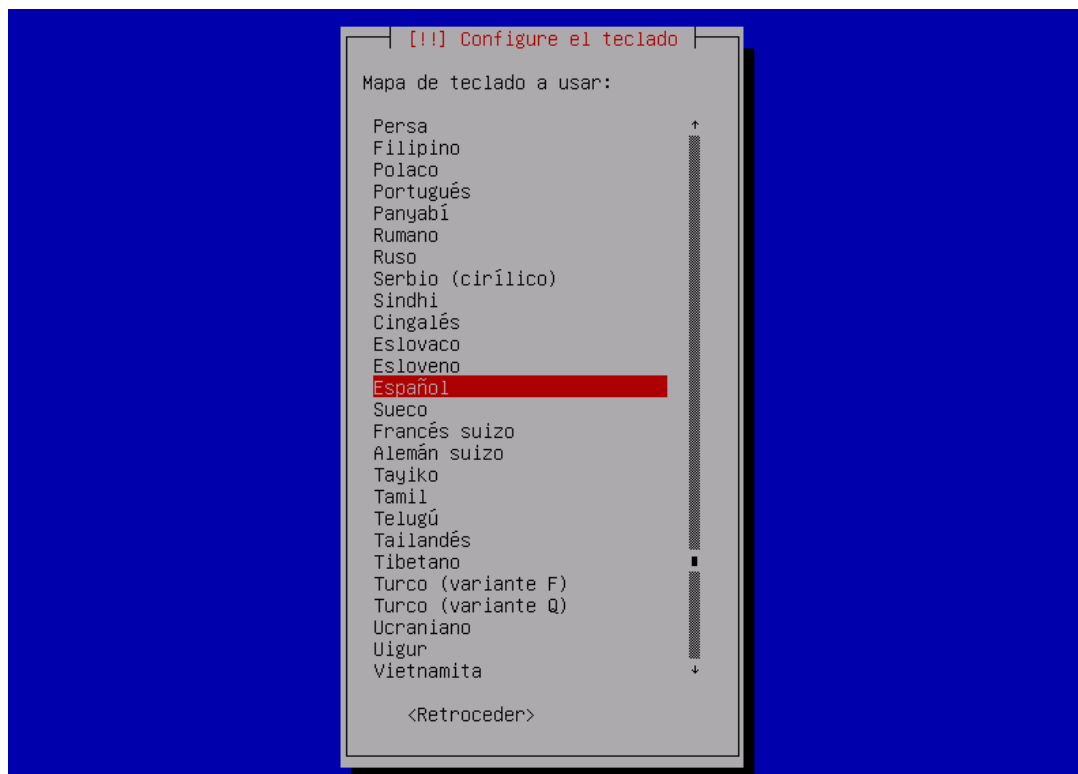 [!!] Configure el teclado
Mapa de teclado a usar:
Persa
Filipino
Polaco
Portugués
Panyabí
Rumano
Ruso
Serbio (cirílico)
Sindhi
Cingalés
Eslovaco
Esloveno
Español
Sueco
Francés suizo
Alemán suizo
Tayiko
Tamil
Telugú
Tailandés
Tibetano
Turco (variante F)
Turco (variante Q)
Ucraniano
Uigur
Vietnamita
<Retroceder>